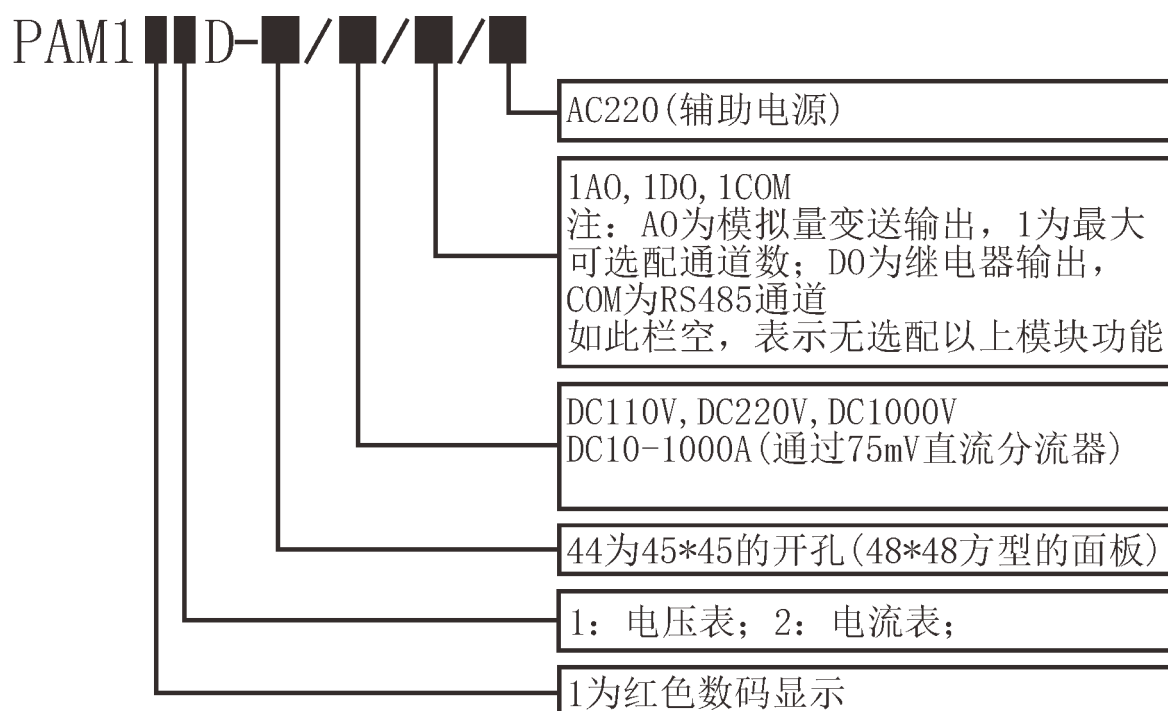 PAM1■■D-■/■/■/■
AC220(辅助电源)
1AO,1DO,1COM
注：AO为模拟量变送输出，1为最大
可选配通道数；DO为继电器输出，
COM为RS485通道
如此栏空，表示无选配以上模块功能
DC110V,DC220V,DC1000V
DC10-1000A(通过75mV直流分流器)
44为45*45的开孔(48*48方型的面板)
1：电压表；2：电流表；
1为红色数码显示